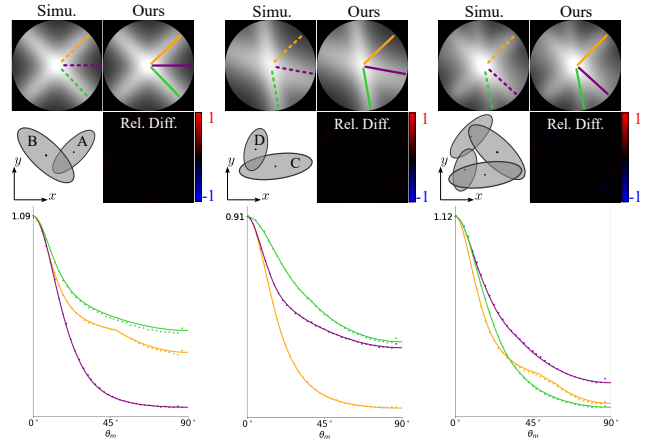 Simu. Ours
Simu. Ours
Simu. Ours
B A
y
x
Rel. Diff.
1
-1
D
C
y
x
Rel. Diff.
1
-1
y
x
Rel. Diff.
1
-1
1.09
0° 45° 90°
θm
0.91
0° 45° 90°
θm
1.12
0° 45° 90°
θm